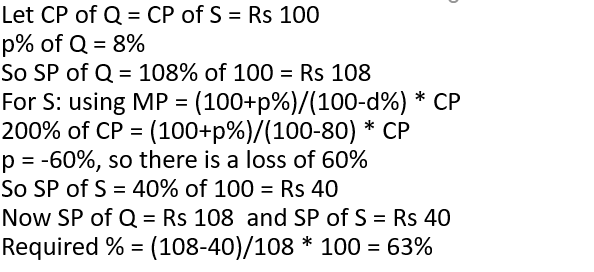 Let CP of Q = CP of S = Rs 100
p% of Q = 8%
So SP of Q = 108% of 100 = Rs 108
For S: using MP = (100+p%)/(100-d%) * CP
200% of CP = (100+p%)/(100-80) * CP
p = -60%, so there is a loss of 60%
So SP of S = 40% of 100 = Rs 40
Now SP of Q = Rs 108  and SP of S = Rs 40
Required % = (108-40)/108 * 100 = 63%